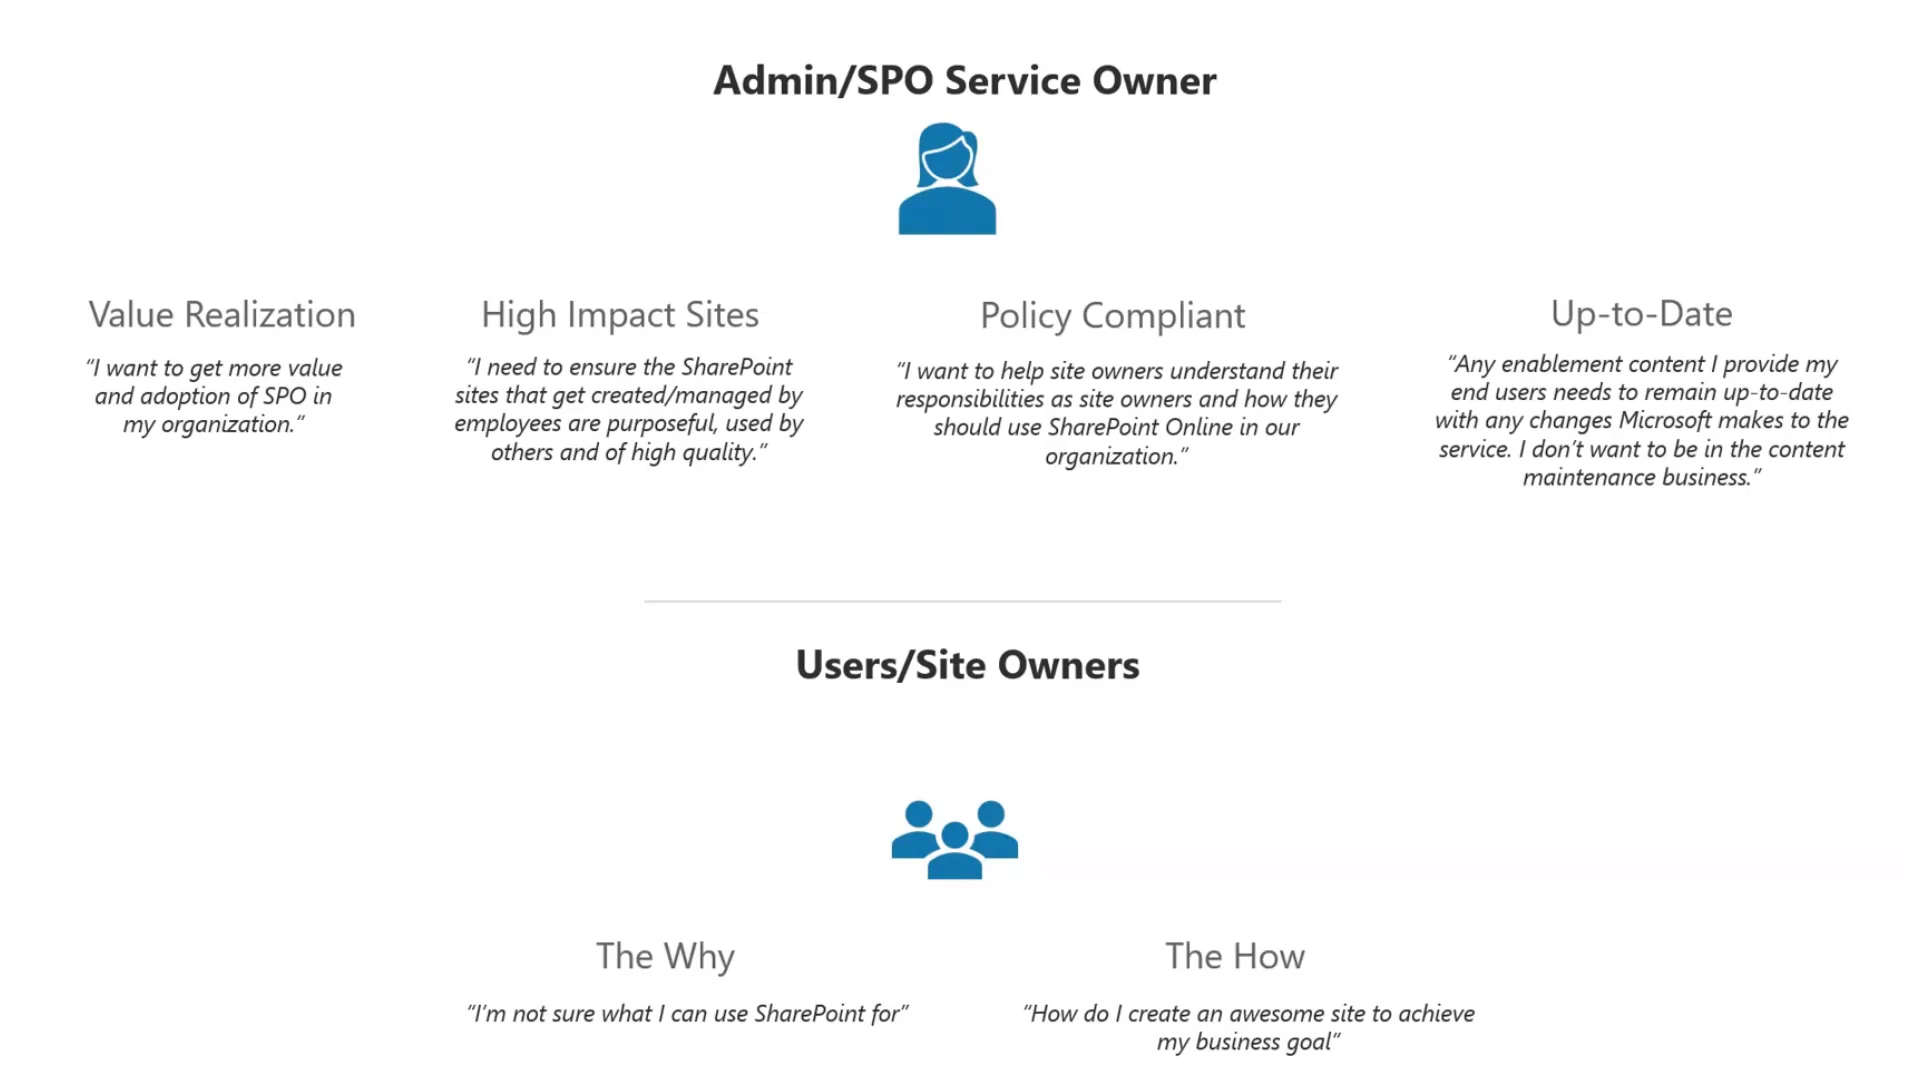 Admin/SPO Service Owner
Value Realization
“I want to get more value
and adoption of SPO in
my organization.”
High Impact Sites
“I need to ensure the SharePoint
sites that get created/managed by
employees are purposeful, used by
others and of high quality.”
Policy Compliant
“I want to help site owners understand their
responsibilities as site owners and how they
should use SharePoint Online in our
organization.”
Up-to-Date
“Any enablement content I provide my
end users needs to remain up-to-date
with any changes Microsoft makes to the
service. I don’t want to be in the content
maintenance business.”
Users/Site Owners
The Why
“I’m not sure what I can use SharePoint for”
The How
“How do I create an awesome site to achieve
my business goal”